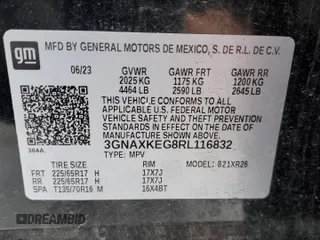 gm
MFD BY GENERAL MOTORS DE MEXICO, S. DE R.L. DE C.V.
06/23 GVWR GAWR FRT GAWR RR
2025 KG 1175 KG 1200 KG
4464 LB 2590 LB 2645 LB
THIS VEHICLE CONFORMS TO ALL APPLICABLE U.S. FEDERAL MOTOR VEHICLE SAFETY, BUMPER, AND THEFT PREVENTION STANDARDS IN EFFECT ON THE DATE OF MANUFACTURE SHOWN ABOVE.
3GNAXKEG8RL116832
384A TYPE: MPV MODEL: 821XR26
TIRE SIZE RIM
FRT 225/65R17 H 17X7J
RR 225/65R17 H 17X7J
SPA T135/70R16 M 16X4BT
DREAMBID